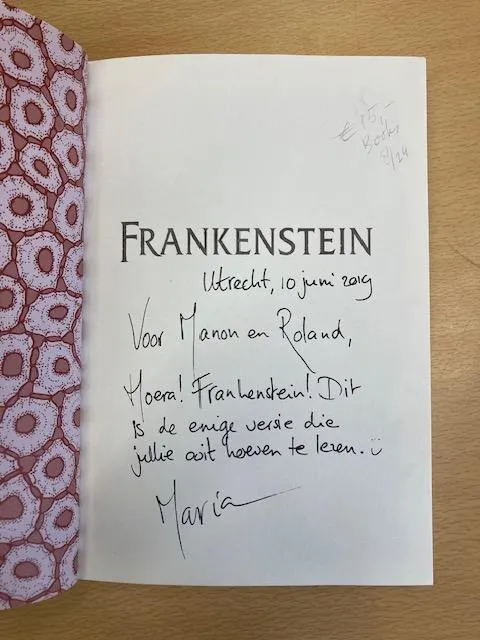 € 15,-
8/24
FRANKENSTEIN
Utrecht, 10 juni 2019
Voor Manon en Roland,
Hoera! Frankenstein! Dit
is de enige versie die
jullie ooit hoeven te lezen. ü
Maria